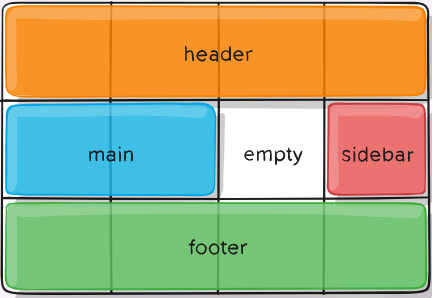 header
main
empty
sidebar
footer